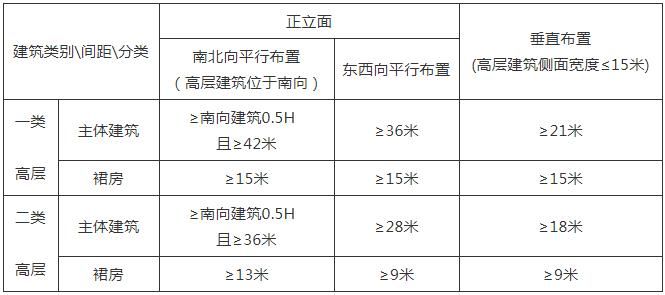 建筑类别\间距\分类
正立面
垂直布置
(高层建筑侧面宽度≤15米)
南北向平行布置
（高层建筑位于南向）
东西向平行布置
一类
高层
主体建筑
≥南向建筑0.5H
且≥42米
≥36米
≥21米
裙房
≥15米
≥15米
≥15米
二类
高层
主体建筑
≥南向建筑0.5H
且≥36米
≥28米
≥18米
裙房
≥13米
≥9米
≥9米